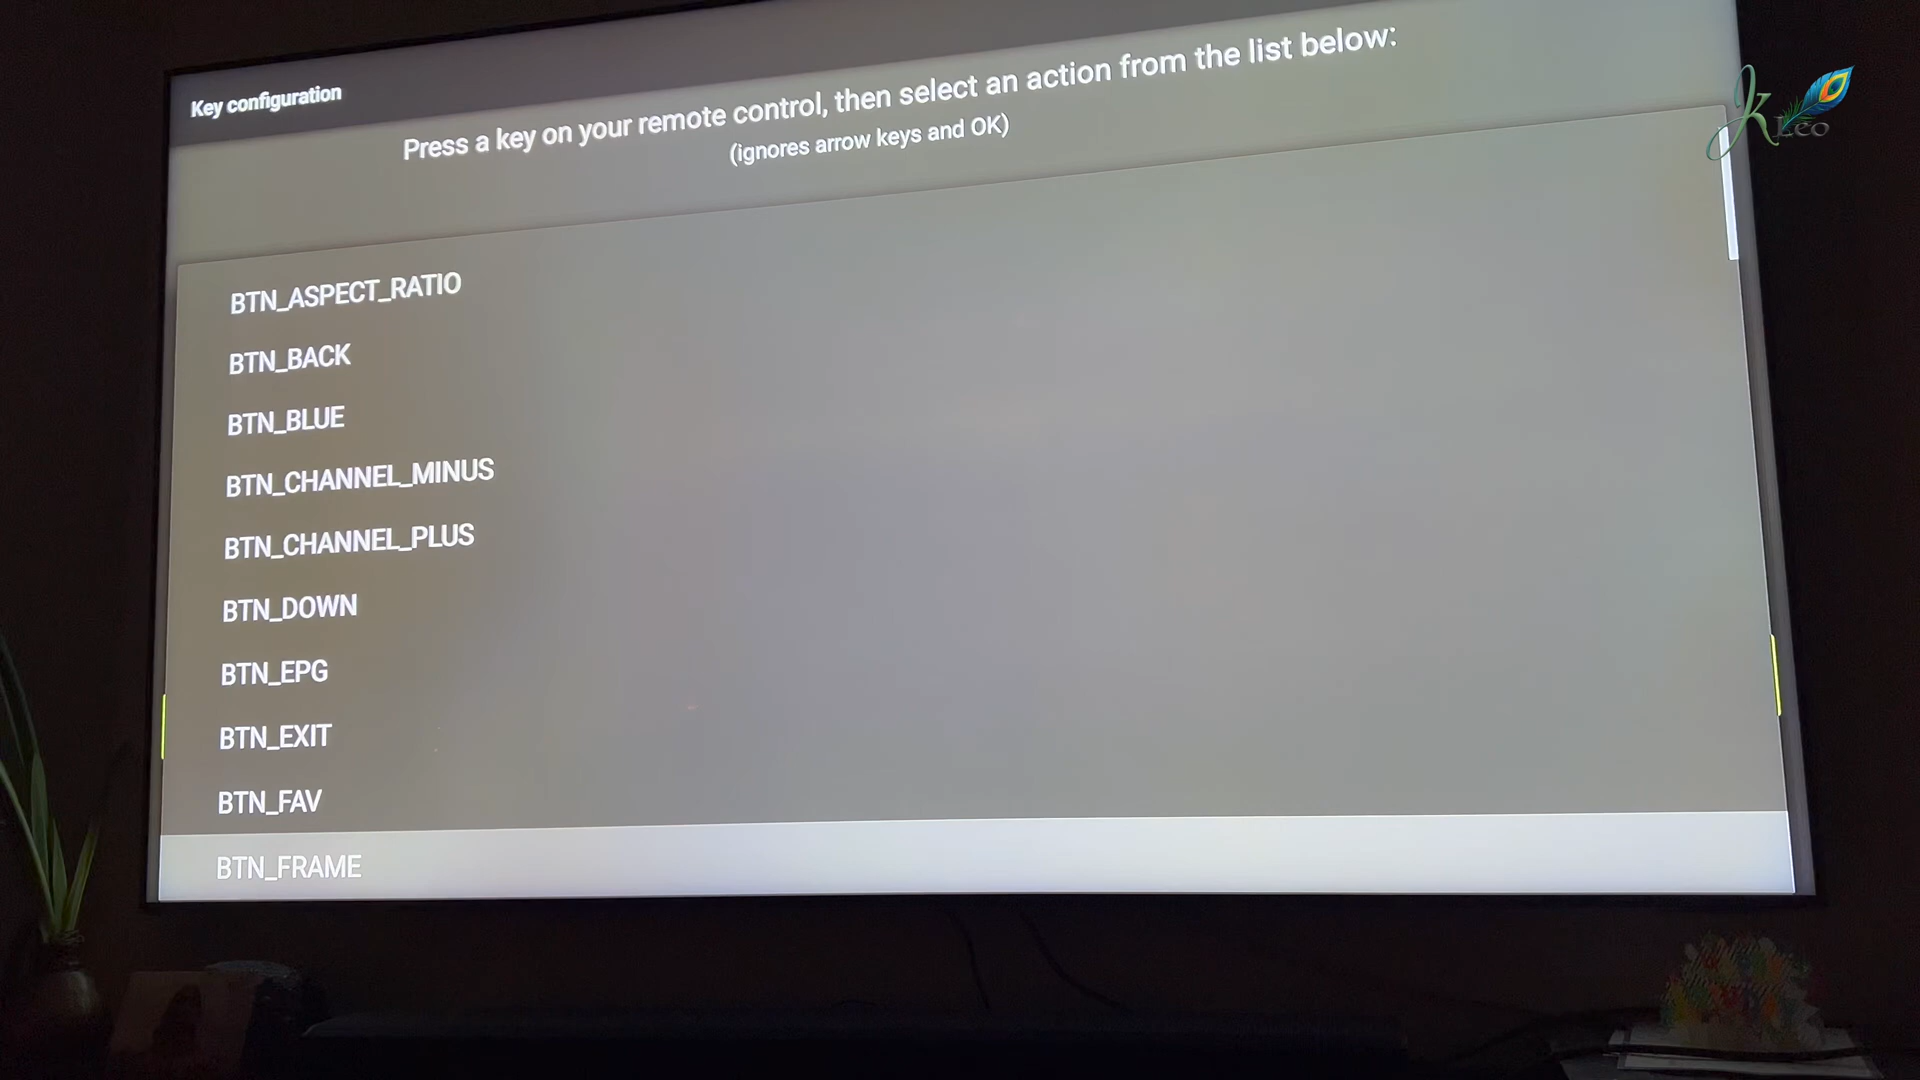 Key configuration
Press a key on your remote control, then select an action from the list below:
(ignores arrow keys and OK)
BTN_ASPECT_RATIO
BTN_BACK
BTN_BLUE
BTN_CHANNEL_MINUS
BTN_CHANNEL_PLUS
BTN_DOWN
BTN_EPG
BTN_EXIT
BTN_FAV
BTN_FRAME
K Leo